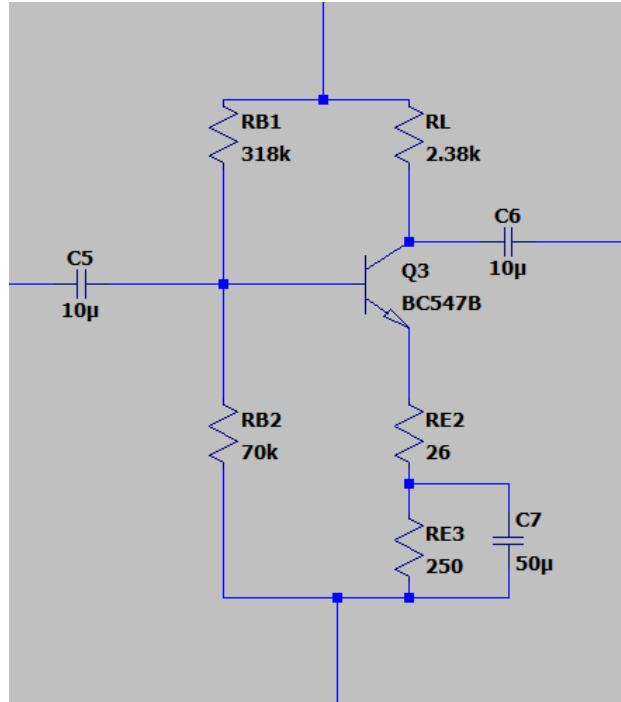 RB1
318k
RL
2.38k
C6
10µ
C5
10µ
Q3
BC547B
RB2
70k
RE2
26
C7
50µ
RE3
250